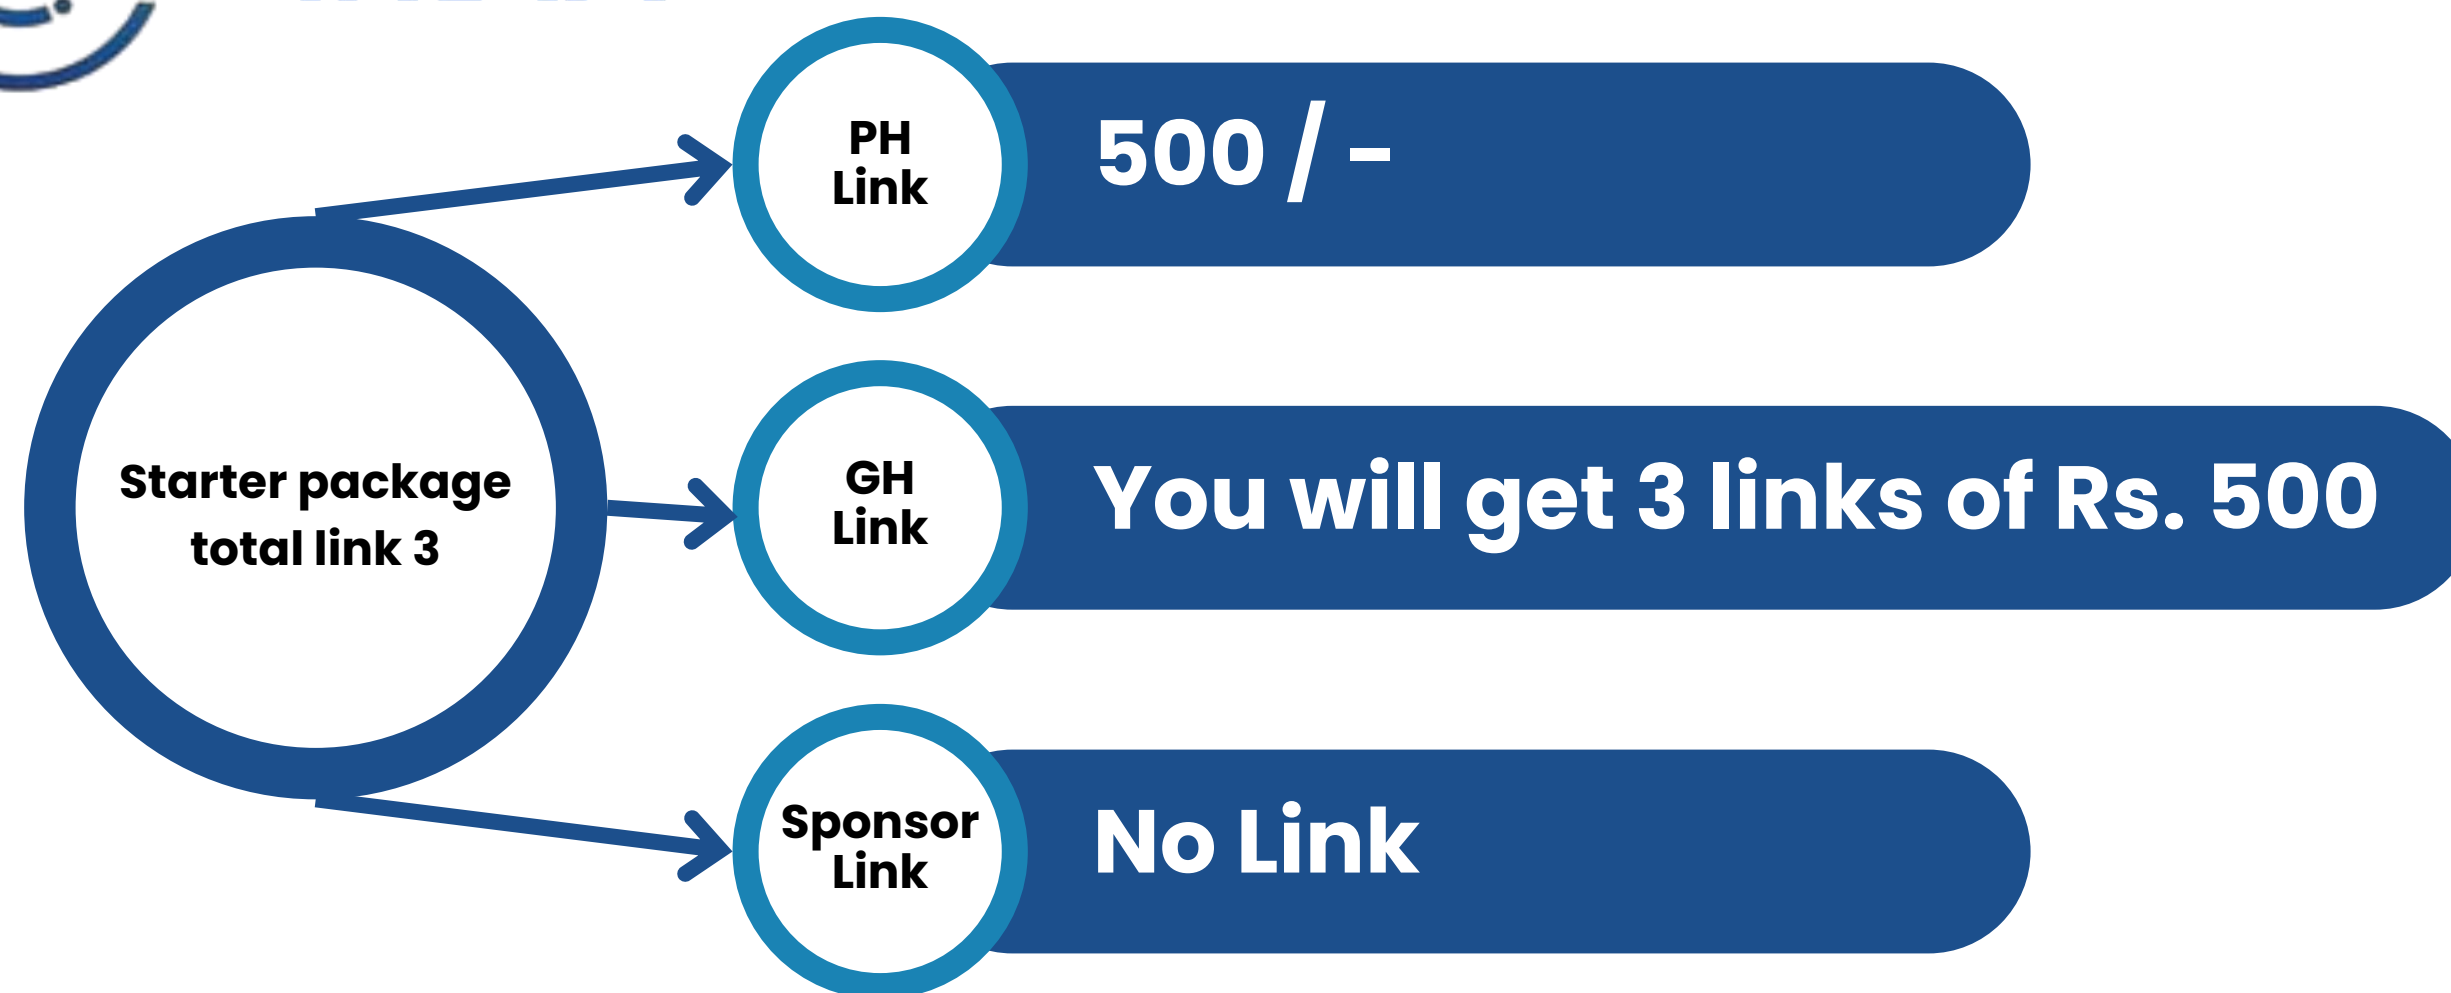 PH
Link
500 / -
Starter package
total link 3
GH
Link
You will get 3 links of Rs. 500
Sponsor
Link
No Link